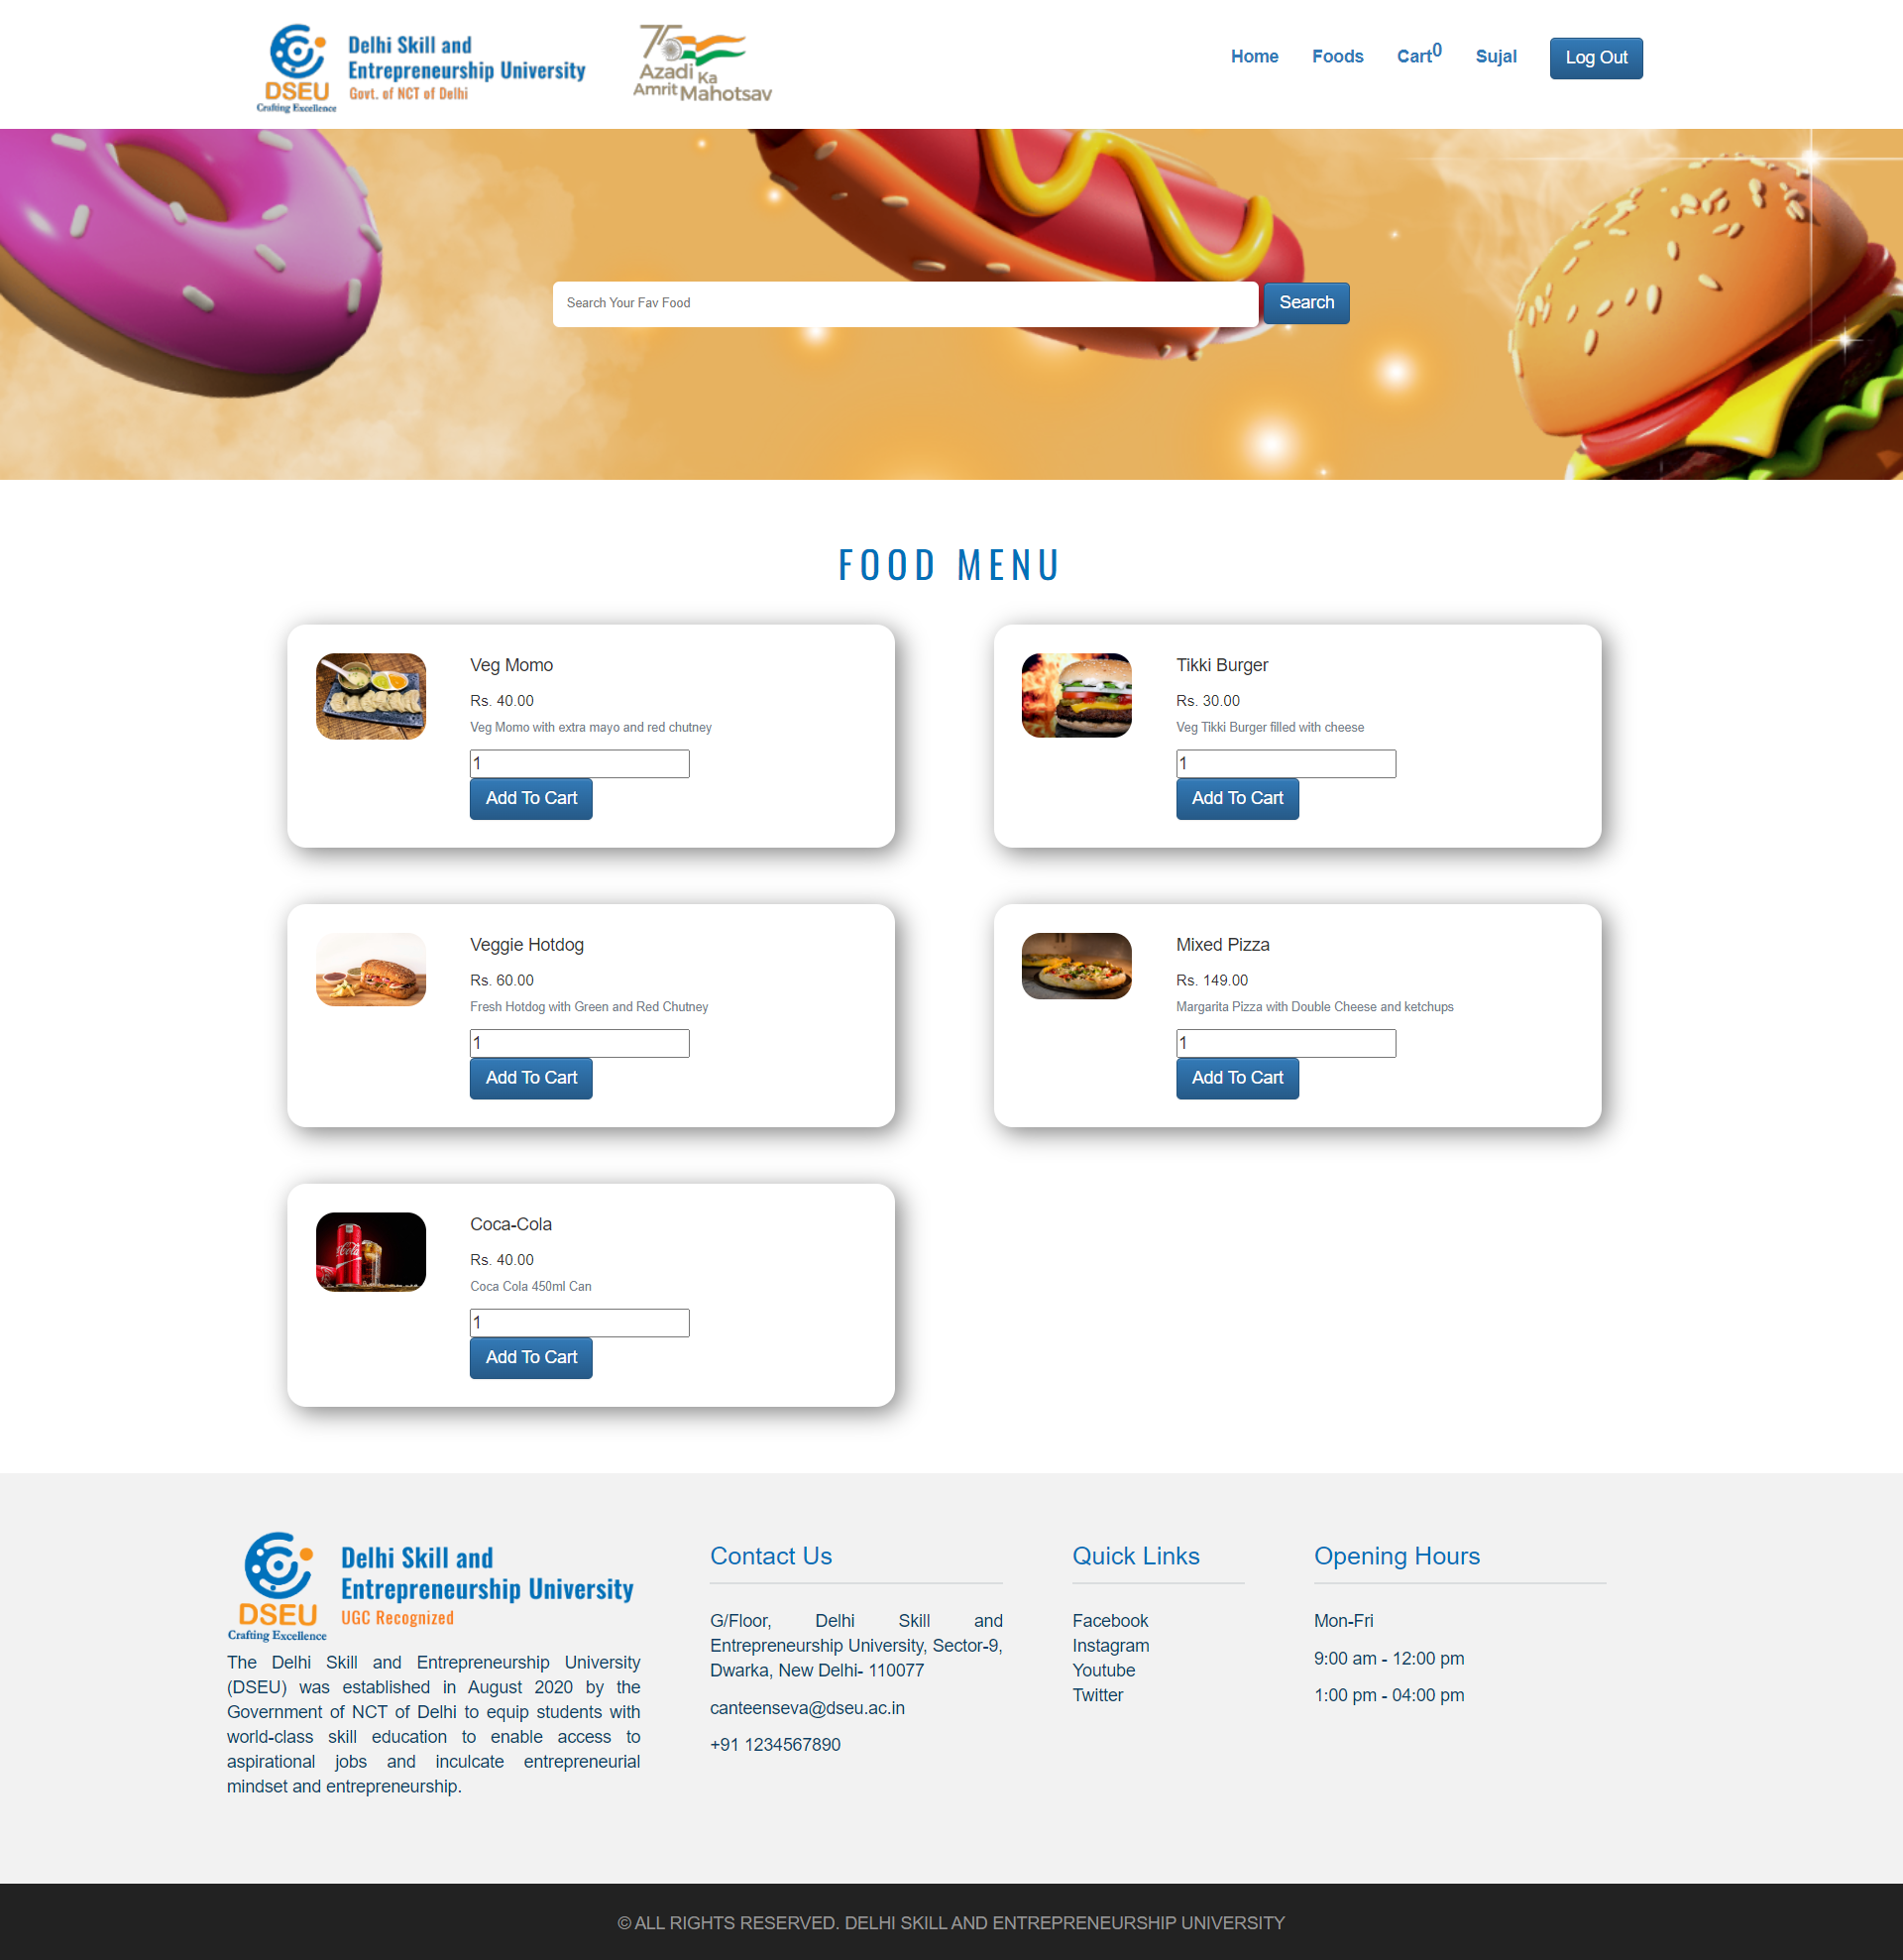 DSEU
Crafting Excellence
Delhi Skill and
Entrepreneurship University
Govt. of NCT of Delhi
75
Azadi Ka
Amrit Mahotsav
Home Foods Cart0 Sujal Log Out
Search Your Fav Food Search
FOOD MENU
Veg Momo
Rs. 40.00
Veg Momo with extra mayo and red chutney
1
Add To Cart
Tikki Burger
Rs. 30.00
Veg Tikki Burger filled with cheese
1
Add To Cart
Veggie Hotdog
Rs. 60.00
Fresh Hotdog with Green and Red Chutney
1
Add To Cart
Mixed Pizza
Rs. 149.00
Margarita Pizza with Double Cheese and ketchups
1
Add To Cart
Coca-Cola
Rs. 40.00
Coca Cola 450ml Can
1
Add To Cart
DSEU
Crafting Excellence
Delhi Skill and
Entrepreneurship University
UGC Recognized
The Delhi Skill and Entrepreneurship University
(DSEU) was established in August 2020 by the
Government of NCT of Delhi to equip students with
world-class skill education to enable access to
aspirational jobs and inculcate entrepreneurial
mindset and entrepreneurship.
Contact Us
G/Floor, Delhi Skill and
Entrepreneurship University, Sector-9,
Dwarka, New Delhi- 110077
canteenseva@dseu.ac.in
+91 1234567890
Quick Links
Facebook
Instagram
Youtube
Twitter
Opening Hours
Mon-Fri
9:00 am - 12:00 pm
1:00 pm - 04:00 pm
© ALL RIGHTS RESERVED. DELHI SKILL AND ENTREPRENEURSHIP UNIVERSITY